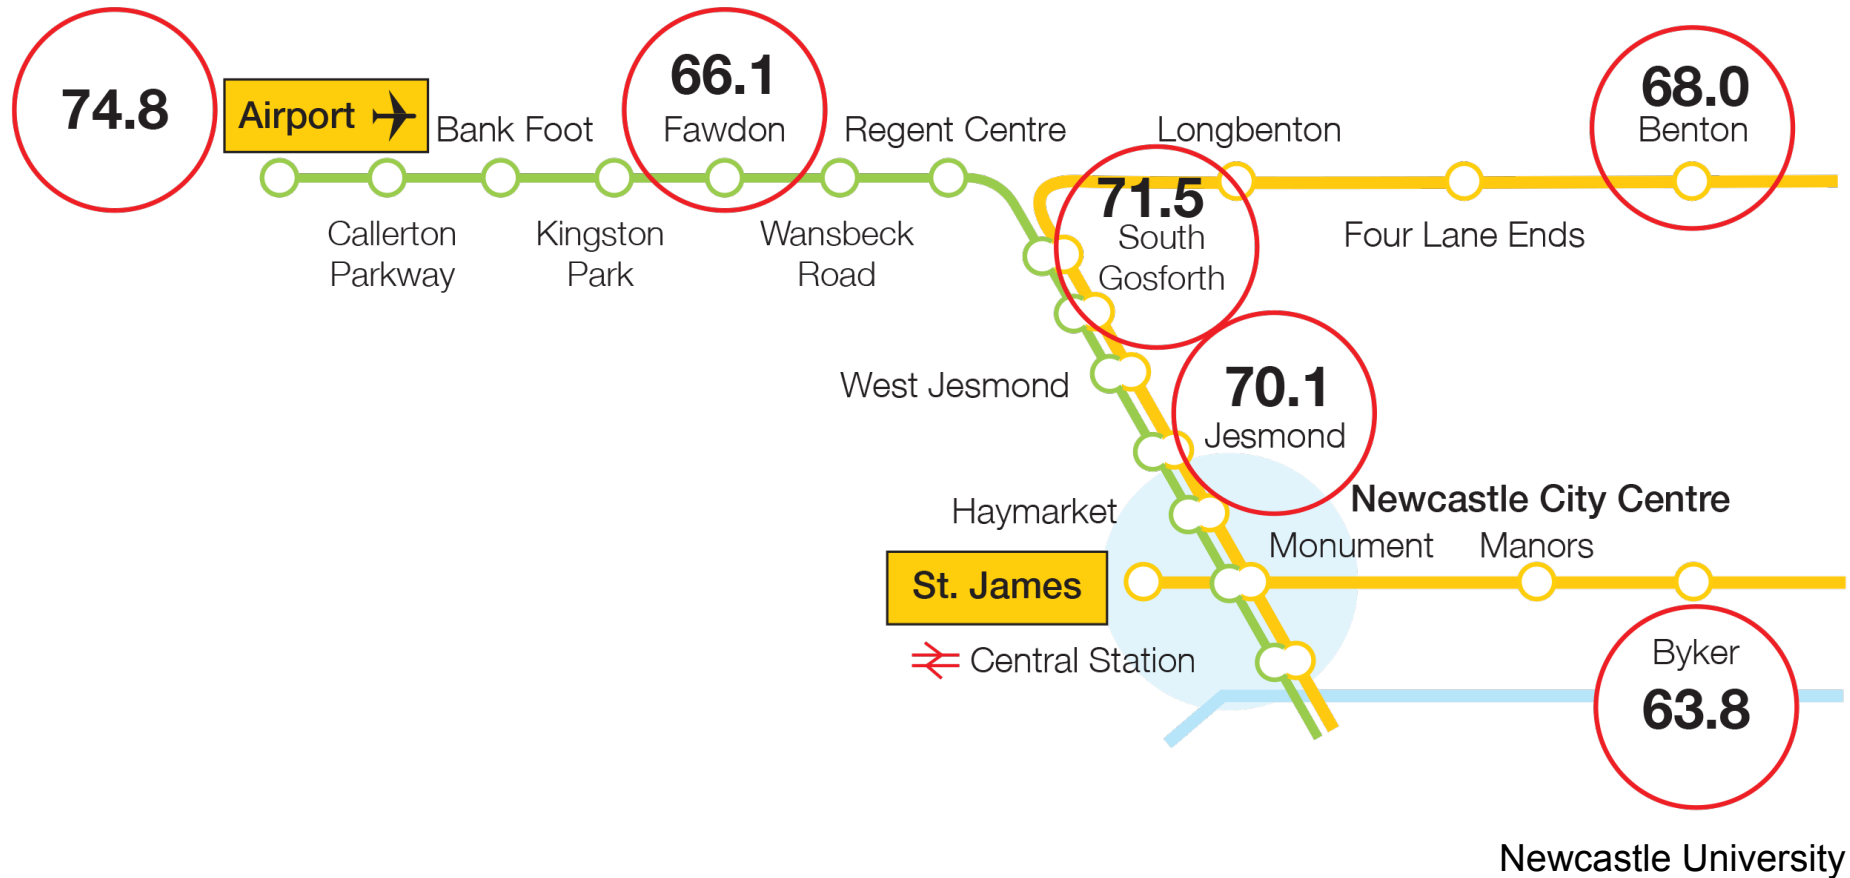 74.8
Airport
Bank Foot
66.1
Fawdon
Regent Centre
Longbenton
68.0
Benton
Callerton
Parkway
Kingston
Park
Wansbeck
Road
71.5
South
Gosforth
Four Lane Ends
West Jesmond
70.1
Jesmond
Haymarket
Newcastle City Centre
Monument
Manors
St. James
Central Station
Byker
63.8
Newcastle University